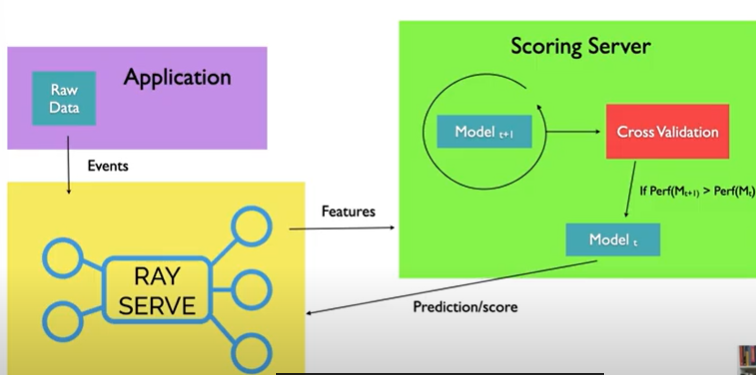 Application
Raw
Data
Events
RAY
SERVE
Features
Scoring Server
Model t+1
Cross Validation
If Perf(Mt+1) > Perf(Mt)
Model t
Prediction/score